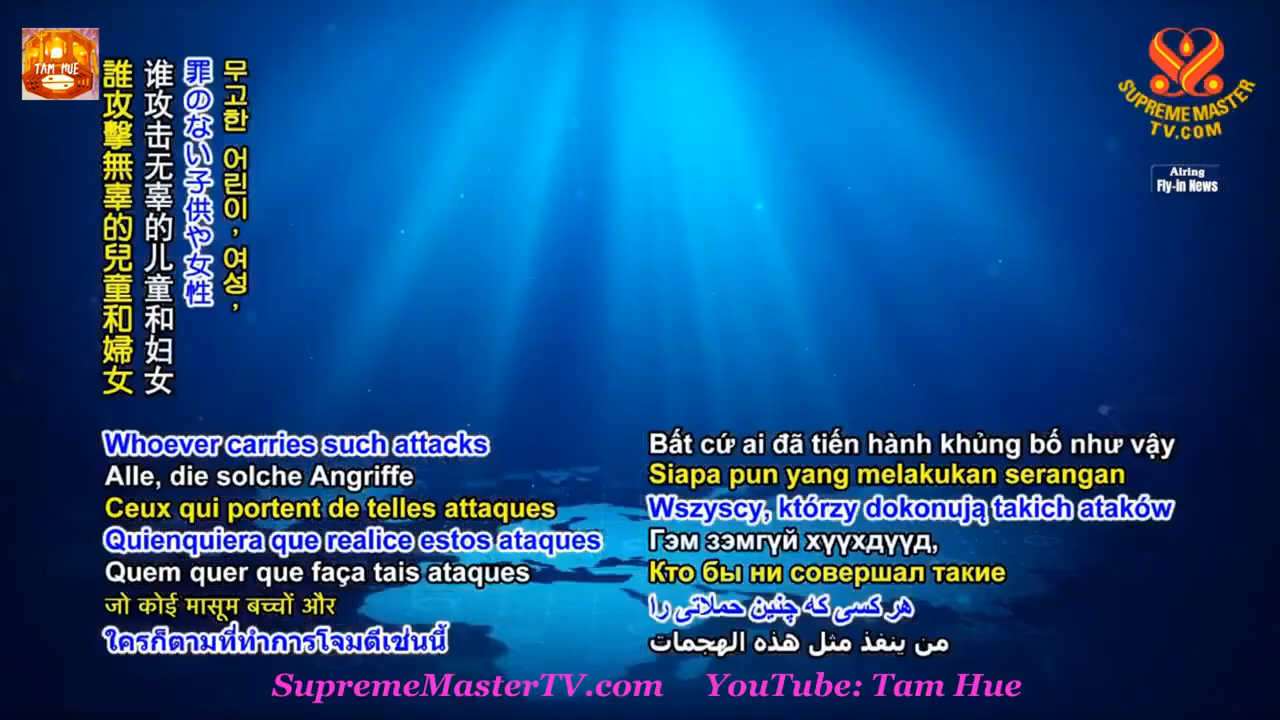 TAM HUE
誰攻擊無辜的兒童和婦女
谁攻击无辜的儿童和妇女
罪のない子供や女性
무고한 어린이, 여성,
SUPREME MASTER
TV.COM
Airing
Fly-In News
Whoever carries such attacks
Alle, die solche Angriffe
Ceux qui portent de telles attaques
Quienquiera que realice estos ataques
Quem quer que faça tais ataques
जो कोई मासूम बच्चों और
ใครก็ตามที่ทำการโจมตีเช่นนี้
Bất cứ ai đã tiến hành khủng bố như vậy
Siapa pun yang melakukan serangan
Wszyscy, którzy dokonują takich ataków
Гэм зэмгүй хүүхдүүд,
Кто бы ни совершал такие
هر کسی که چنین حملاتی را
من ينفذ مثل هذه الهجمات
SupremeMasterTV.com YouTube: Tam Hue